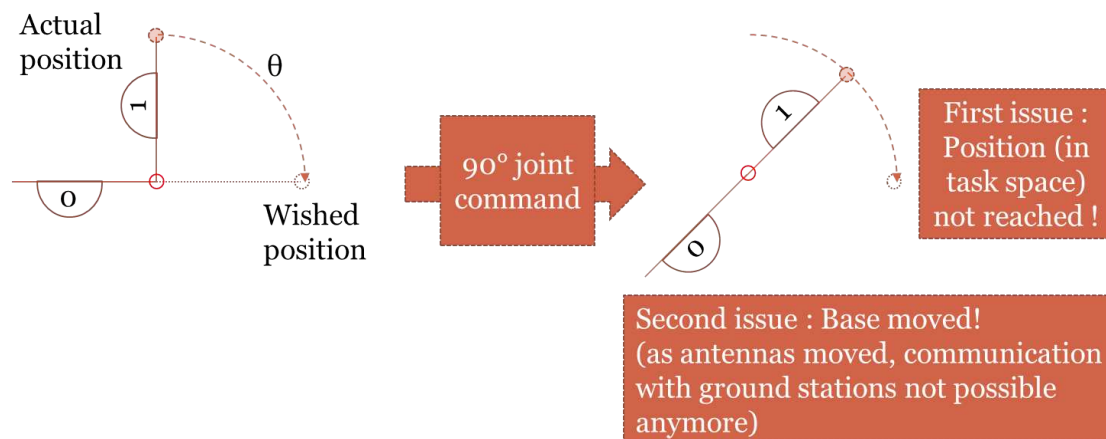 Actual
position
θ
1
0
Wished
position
90° joint
command
1
0
First issue :
Position (in
task space)
not reached !
Second issue : Base moved!
(as antennas moved, communication
with ground stations not possible
anymore)